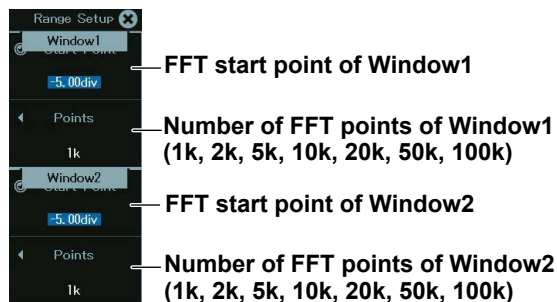 Range Setup
Window1
Start Point
-5.00div
FFT start point of Window1
Points
1k
Number of FFT points of Window1
(1k, 2k, 5k, 10k, 20k, 50k, 100k)
Window2
Start Point
-5.00div
FFT start point of Window2
Points
1k
Number of FFT points of Window2
(1k, 2k, 5k, 10k, 20k, 50k, 100k)